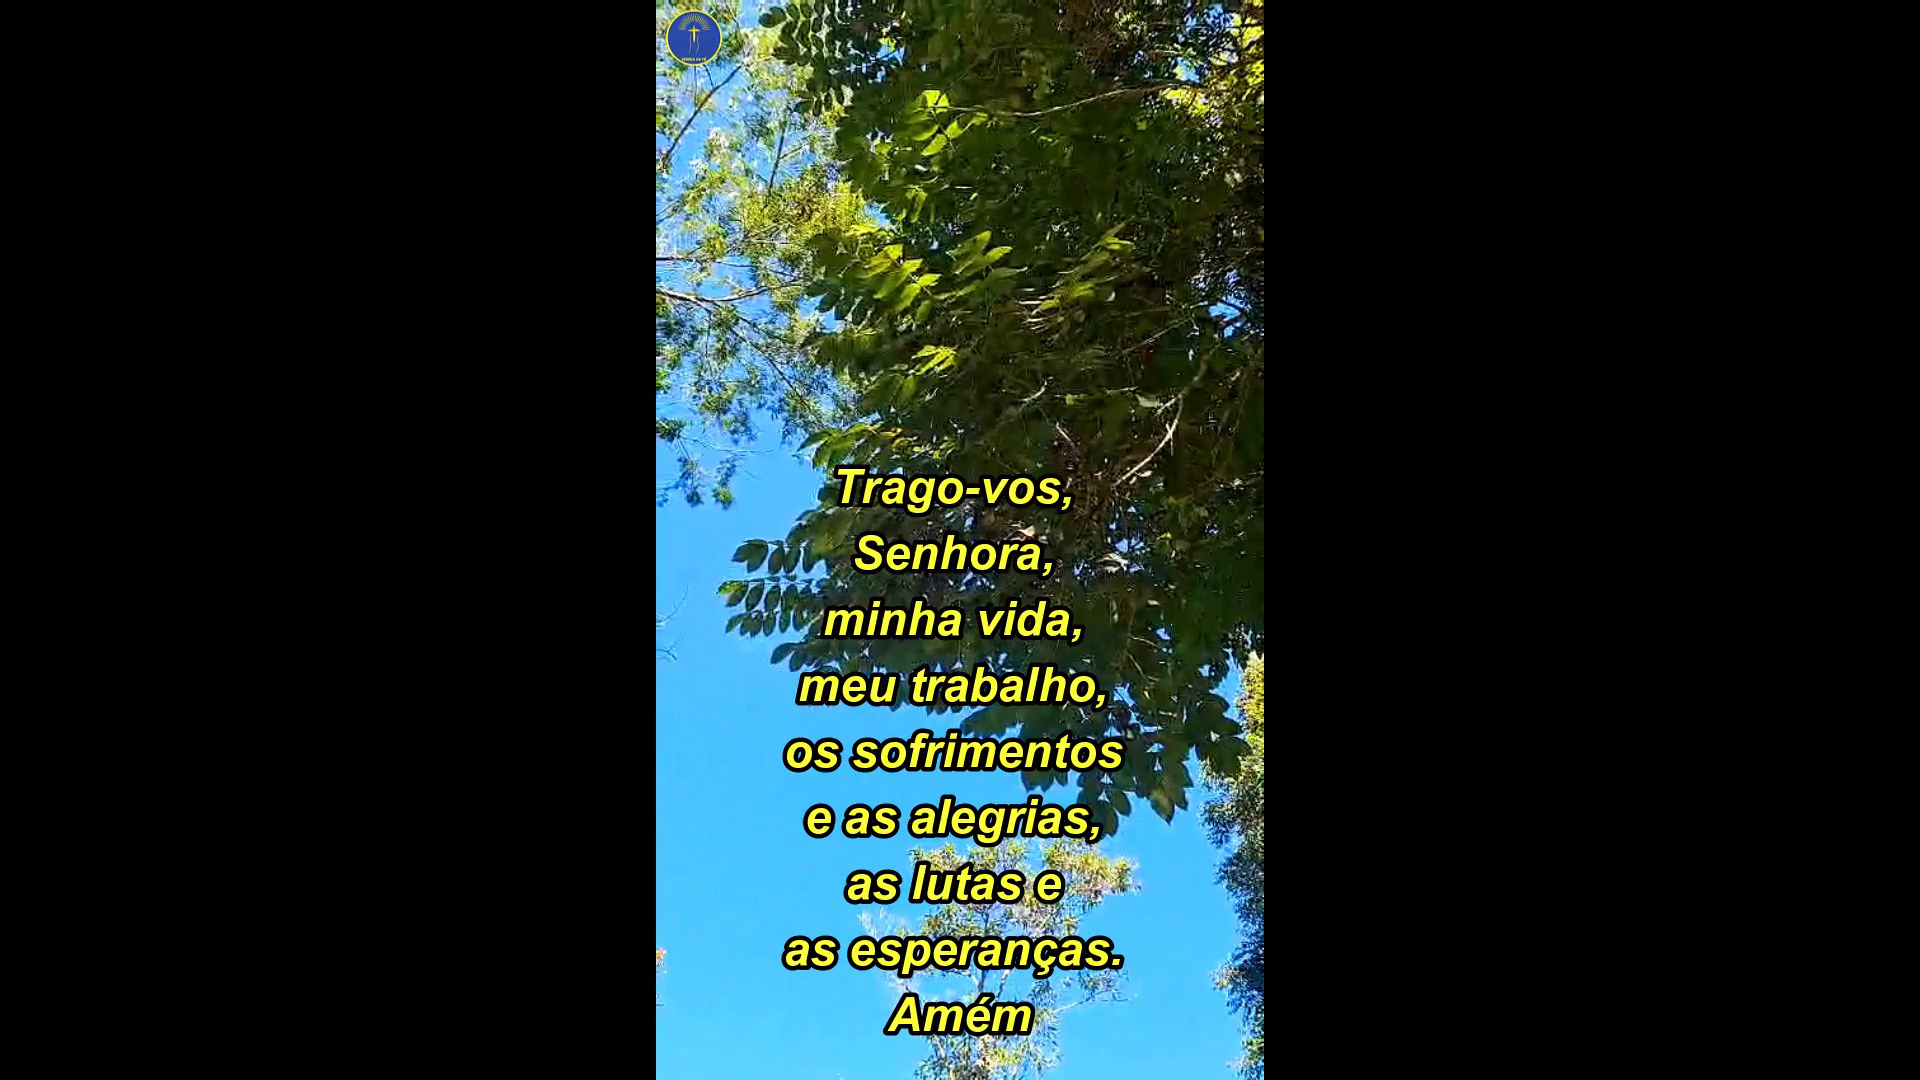 Trago-vos,
Senhora,
minha vida,
meu trabalho,
os sofrimentos
e as alegrias,
as lutas e
as esperanças.
Amém